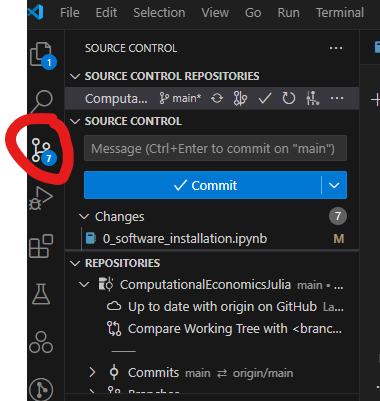 File Edit Selection View Go Run Terminal
1
SOURCE CONTROL ...
SOURCE CONTROL REPOSITORIES
Computa... main* ...
SOURCE CONTROL
7
Message (Ctrl+Enter to commit on "main")
Commit
Changes 7
0_software_installation.ipynb M
REPOSITORIES
ComputationalEconomicsJulia main • ...
Up to date with origin on GitHub La...
Compare Working Tree with <branc...
Commits main ⇄ origin/main
Branches